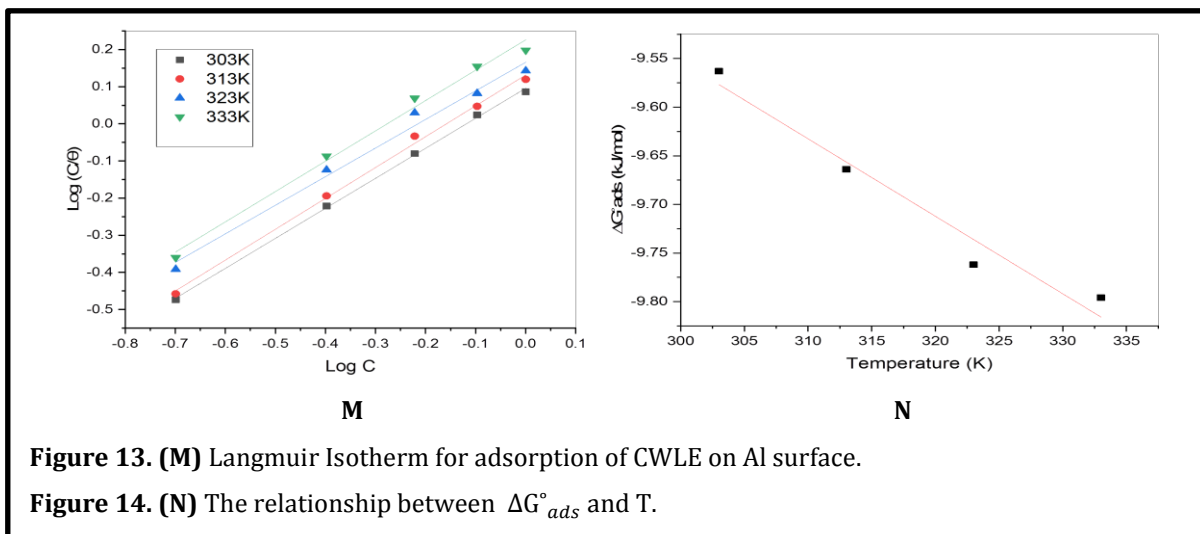 0.2
0.1
0.0
-0.1
-0.2
-0.3
-0.4
-0.5
Log (C/θ)
303K
313K
323K
333K
-0.8 -0.7 -0.6 -0.5 -0.4 -0.3 -0.2 -0.1 0.0 0.1
Log C
M
-9.55
-9.60
-9.65
-9.70
-9.75
-9.80
ΔG°ads (kJ/mol)
300 305 310 315 320 325 330 335
Temperature (K)
N
Figure 13. (M) Langmuir Isotherm for adsorption of CWLE on Al surface.
Figure 14. (N) The relationship between ΔG°ads and T.